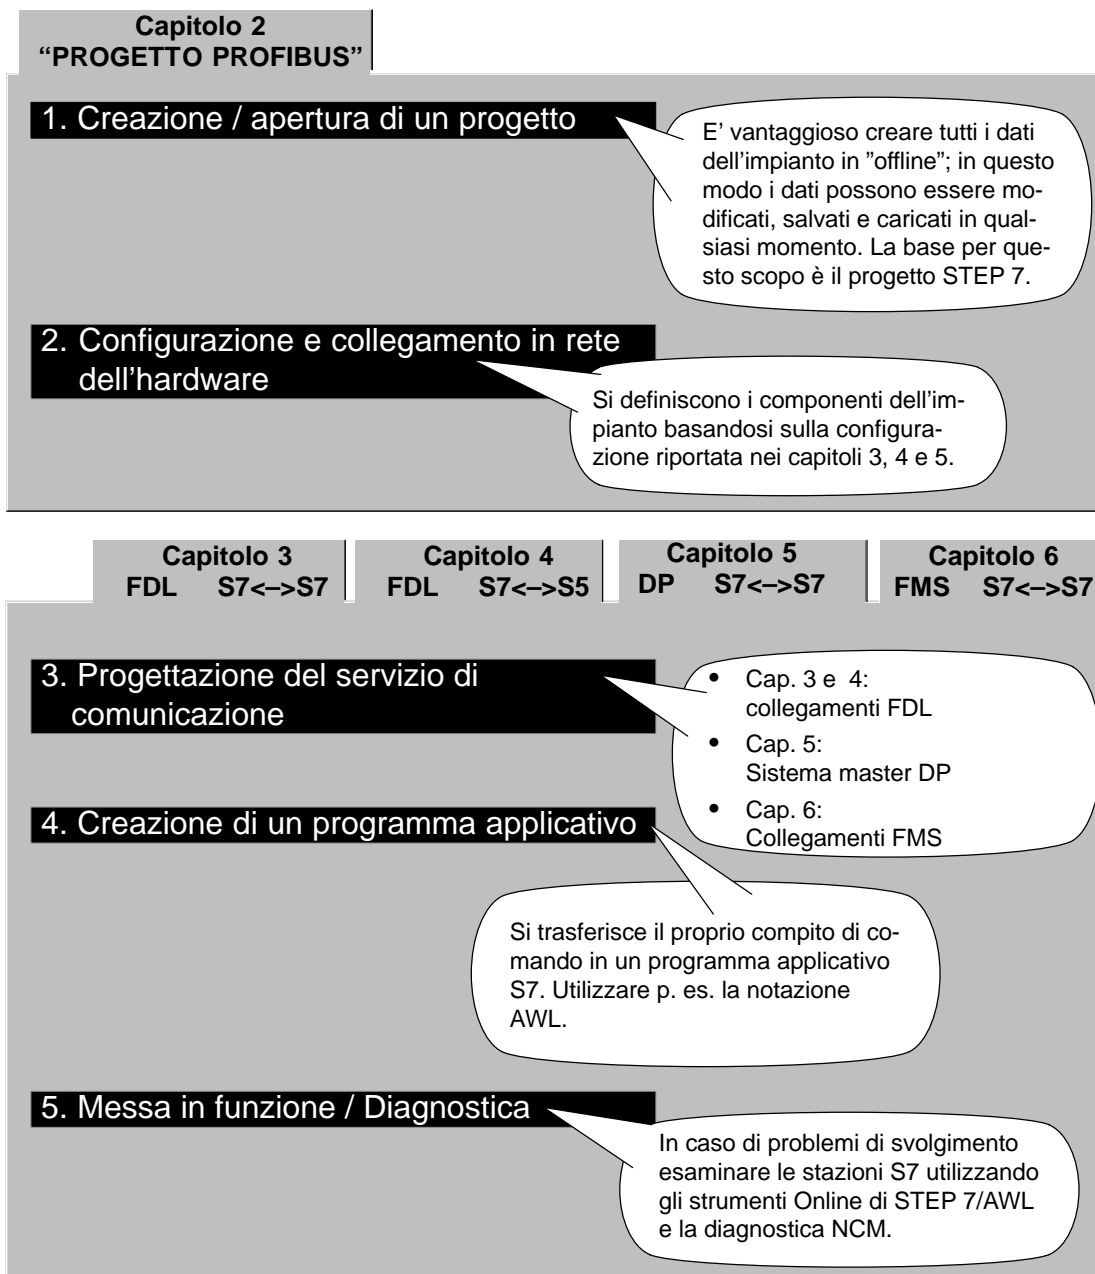 Capitolo 2
“PROGETTO PROFIBUS”
1. Creazione / apertura di un progetto
E’ vantaggioso creare tutti i dati
dell’impianto in ”offline”; in questo
modo i dati possono essere mo-
dificati, salvati e caricati in qual-
siasi momento. La base per que-
sto scopo è il progetto STEP 7.
2. Configurazione e collegamento in rete
dell’hardware
Si definiscono i componenti dell’im-
pianto basandosi sulla configura-
zione riportata nei capitoli 3, 4 e 5.
Capitolo 3
FDL S7<–>S7
Capitolo 4
FDL S7<–>S5
Capitolo 5
DP S7<–>S7
Capitolo 6
FMS S7<–>S7
3. Progettazione del servizio di
comunicazione
• Cap. 3 e 4:
collegamenti FDL
• Cap. 5:
Sistema master DP
• Cap. 6:
Collegamenti FMS
4. Creazione di un programma applicativo
Si trasferisce il proprio compito di co-
mando in un programma applicativo
S7. Utilizzare p. es. la notazione
AWL.
5. Messa in funzione / Diagnostica
In caso di problemi di svolgimento
esaminare le stazioni S7 utilizzando
gli strumenti Online di STEP 7/AWL
e la diagnostica NCM.